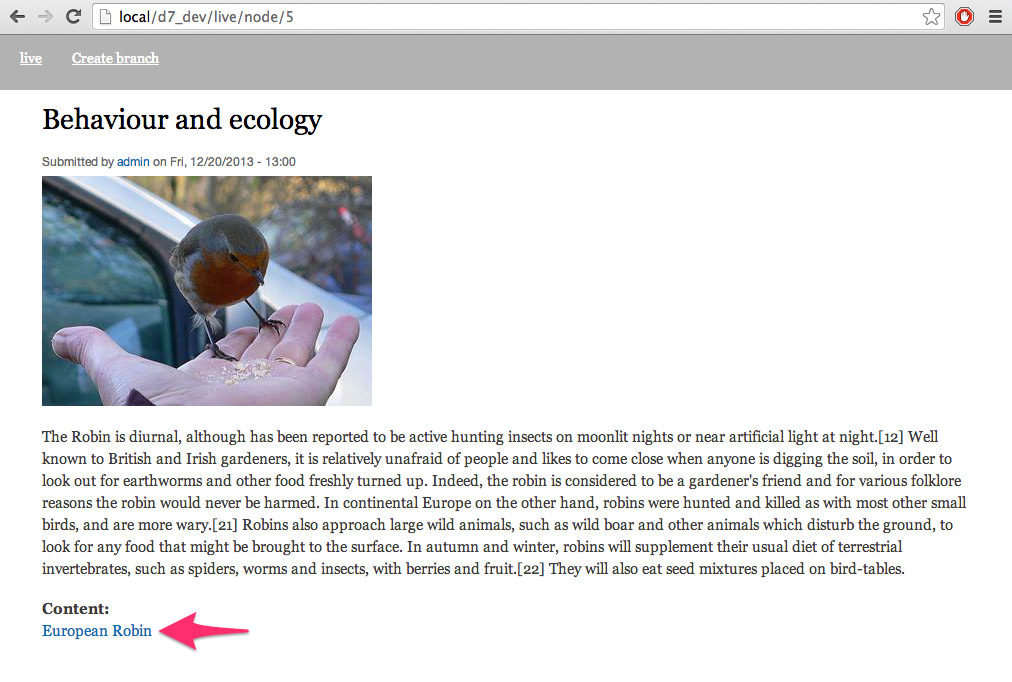 local/d7_dev/live/node/5
live Create branch
Behaviour and ecology
Submitted by admin on Fri, 12/20/2013 - 13:00
The Robin is diurnal, although has been reported to be active hunting insects on moonlit nights or near artificial light at night.[12] Well
known to British and Irish gardeners, it is relatively unafraid of people and likes to come close when anyone is digging the soil, in order to
look out for earthworms and other food freshly turned up. Indeed, the robin is considered to be a gardener's friend and for various folklore
reasons the robin would never be harmed. In continental Europe on the other hand, robins were hunted and killed as with most other small
birds, and are more wary.[21] Robins also approach large wild animals, such as wild boar and other animals which disturb the ground, to
look for any food that might be brought to the surface. In autumn and winter, robins will supplement their usual diet of terrestrial
invertebrates, such as spiders, worms and insects, with berries and fruit.[22] They will also eat seed mixtures placed on bird-tables.
Content:
European Robin